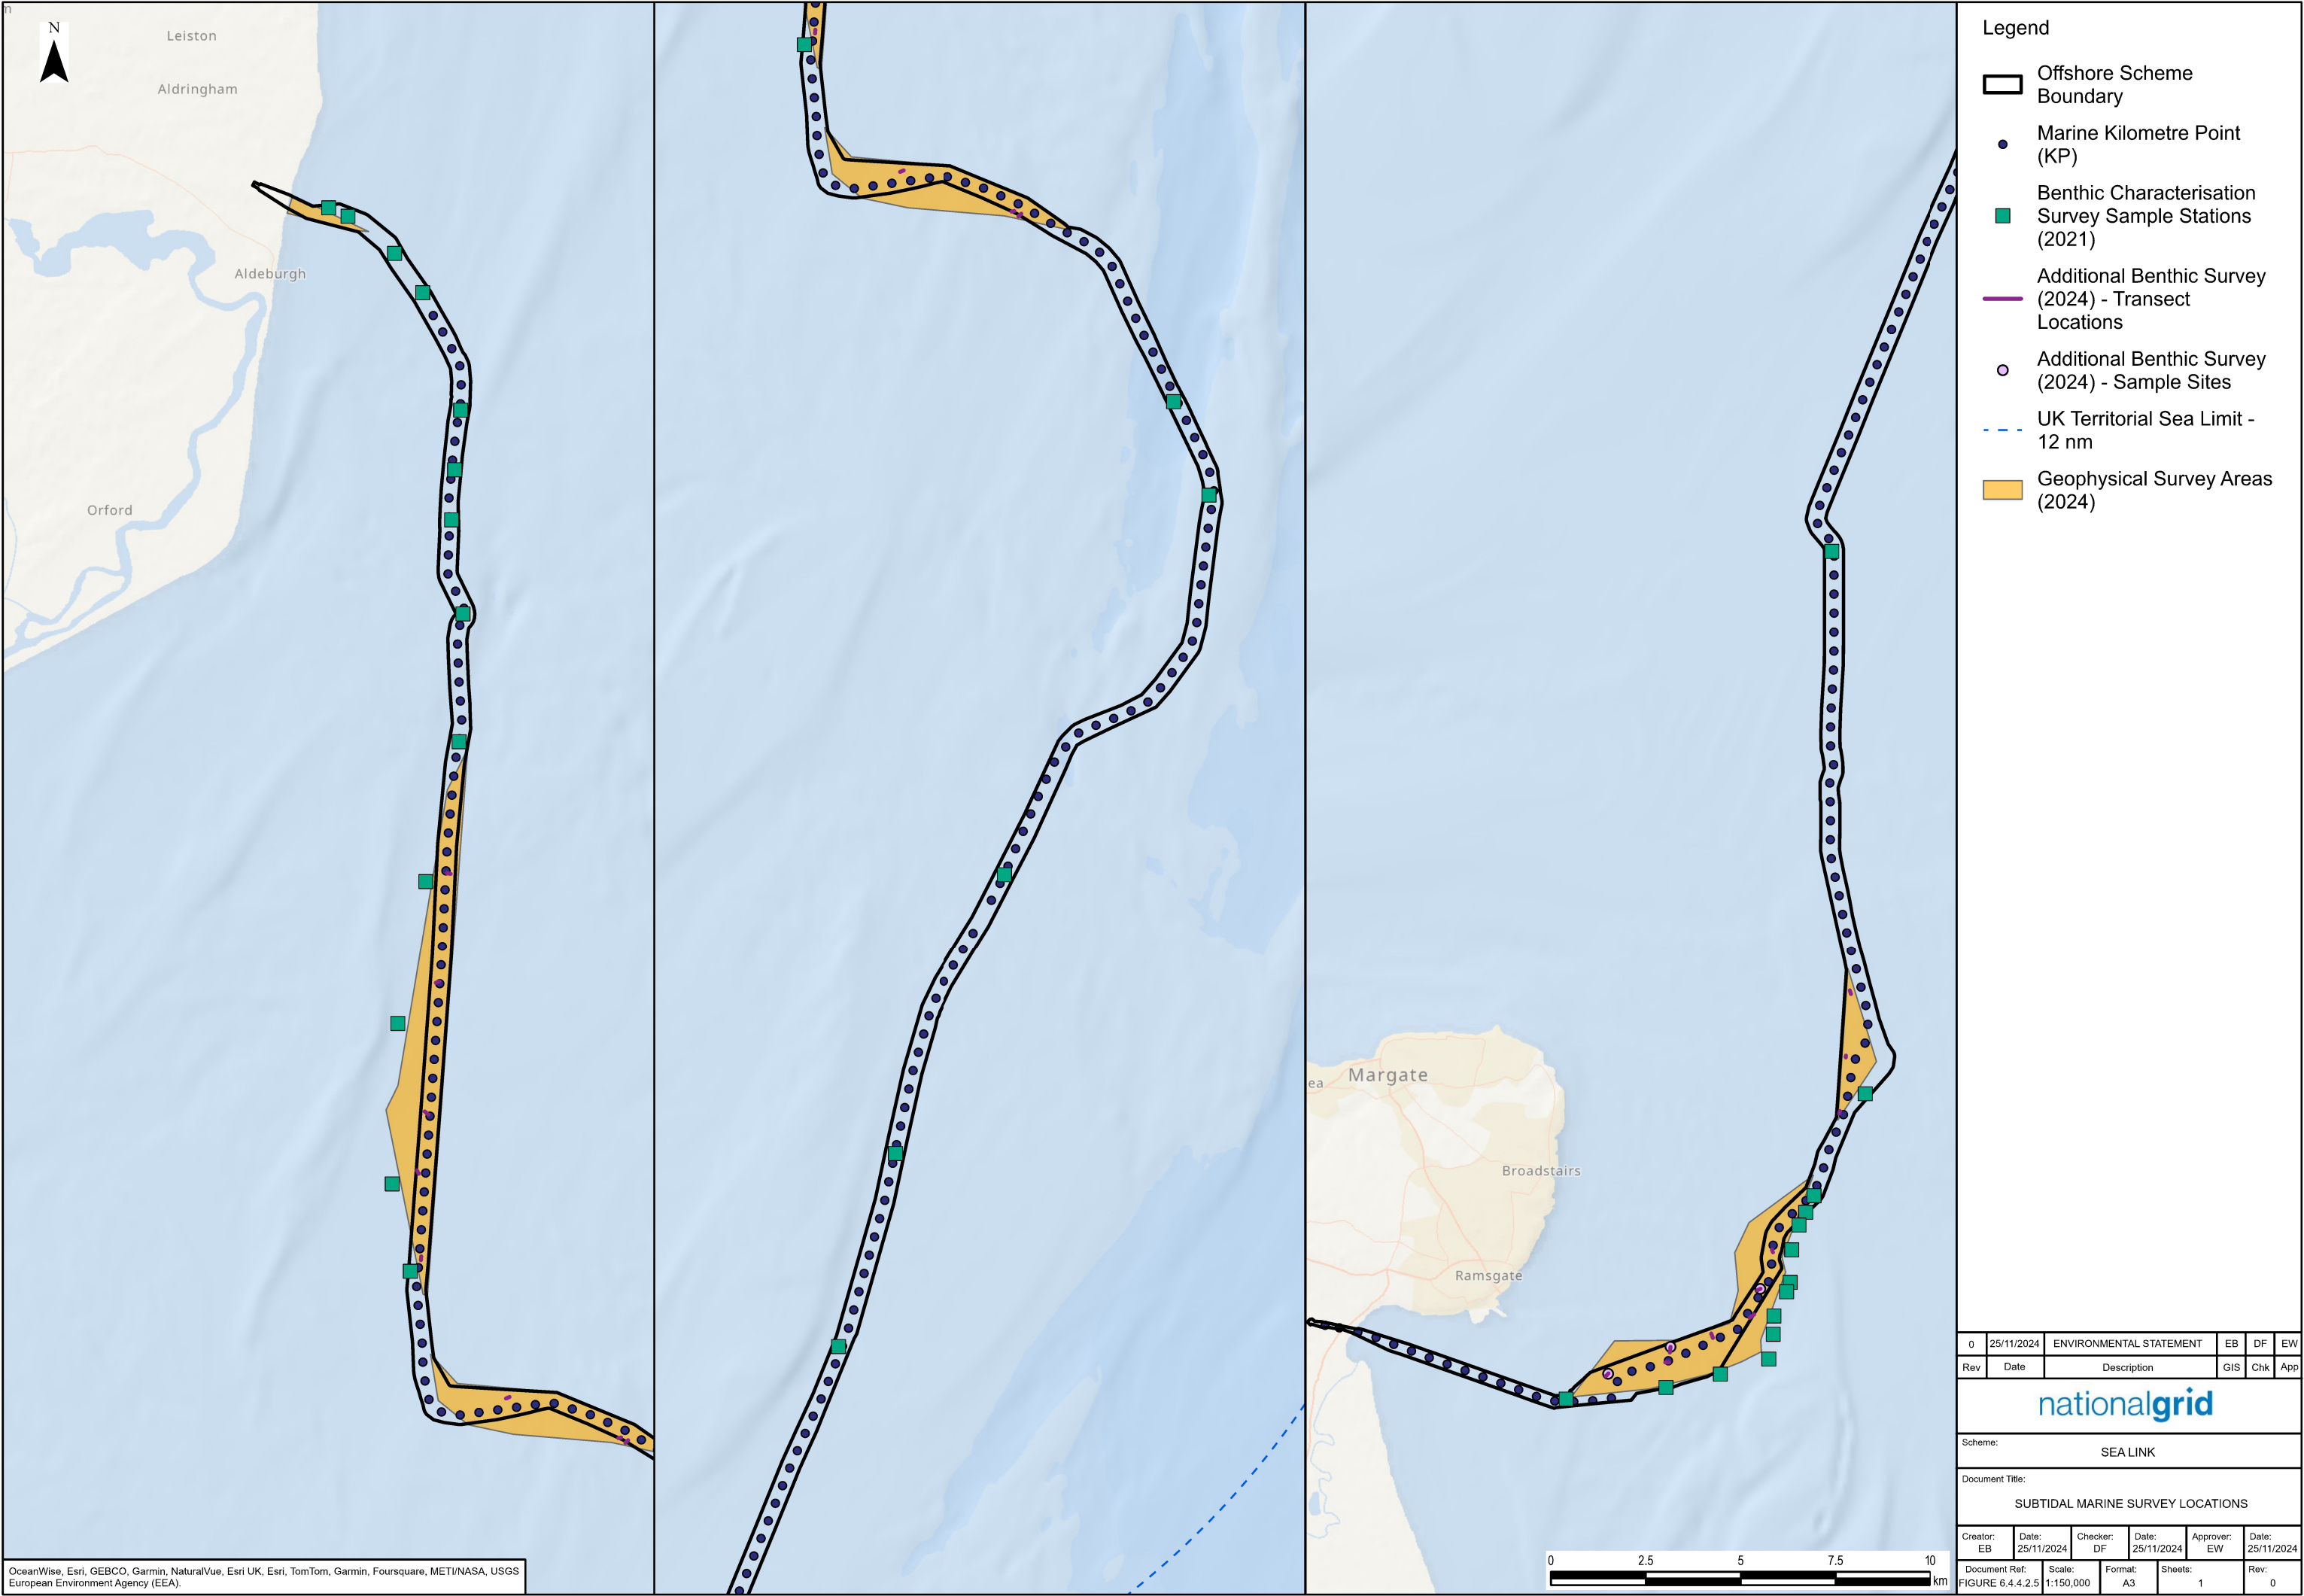 N
Leiston
Aldringham
Aldeburgh
Orford
OceanWise, Esri, GEBCO, Garmin, NaturalVue, Esri UK, Esri, TomTom, Garmin, Foursquare, METI/NASA, USGS
European Environment Agency (EEA).
ea
Margate
Broadstairs
Ramsgate
0 2.5 5 7.5 10
km
Legend
Offshore Scheme
Boundary
Marine Kilometre Point
(KP)
Benthic Characterisation
Survey Sample Stations
(2021)
Additional Benthic Survey
(2024) - Transect
Locations
Additional Benthic Survey
(2024) - Sample Sites
UK Territorial Sea Limit -
12 nm
Geophysical Survey Areas
(2024)
0 25/11/2024 ENVIRONMENTAL STATEMENT EB DF EW
Rev Date Description GIS Chk App
nationalgrid
Scheme:
SEA LINK
Document Title:
SUBTIDAL MARINE SURVEY LOCATIONS
Creator: Date: Checker: Date: Approver: Date:
EB 25/11/2024 DF 25/11/2024 EW 25/11/2024
Document Ref: Scale: Format: Sheets: Rev:
FIGURE 6.4.4.2.5 1:150,000 A3 1 0